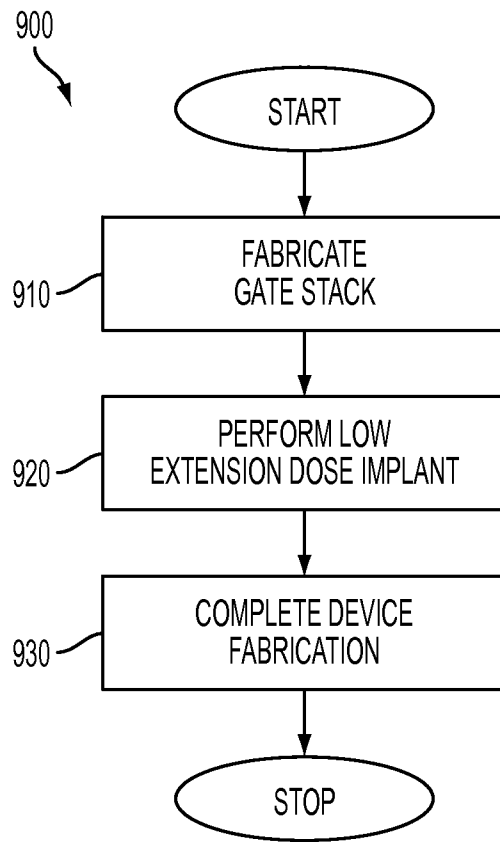 900
START
FABRICATE
GATE STACK
910
PERFORM LOW
EXTENSION DOSE IMPLANT
920
COMPLETE DEVICE
FABRICATION
930
STOP